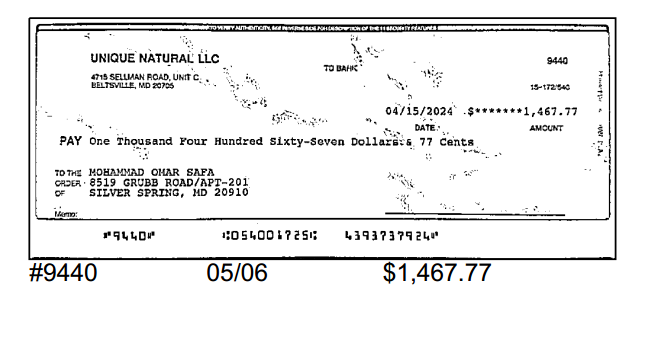 UNIQUE NATURAL LLC
9440
TD BANK
4715 SELLMAN ROAD, UNIT C
BELTSVILLE, MD 20705
15-172/540
04/15/2024 $*******1,467.77
DATE AMOUNT
PAY One Thousand Four Hundred Sixty-Seven Dollars & 77 Cents
TO THE ORDER OF
MOHAMMAD OMAR SAFA
8519 GRUBB ROAD/APT-201
SILVER SPRING, MD 20910
Memo:
⑈9440⑈ ⑆054001725⑆ 4393737924⑈
#9440 05/06 $1,467.77